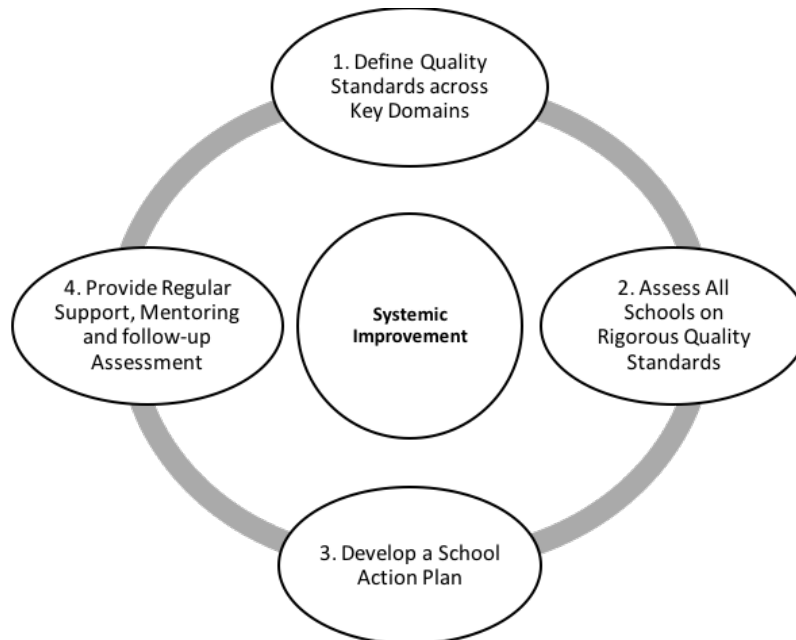 1. Define Quality
Standards across
Key Domains
2. Assess All
Schools on
Rigorous Quality
Standards
3. Develop a School
Action Plan
4. Provide Regular
Support, Mentoring
and follow-up
Assessment
Systemic
Improvement